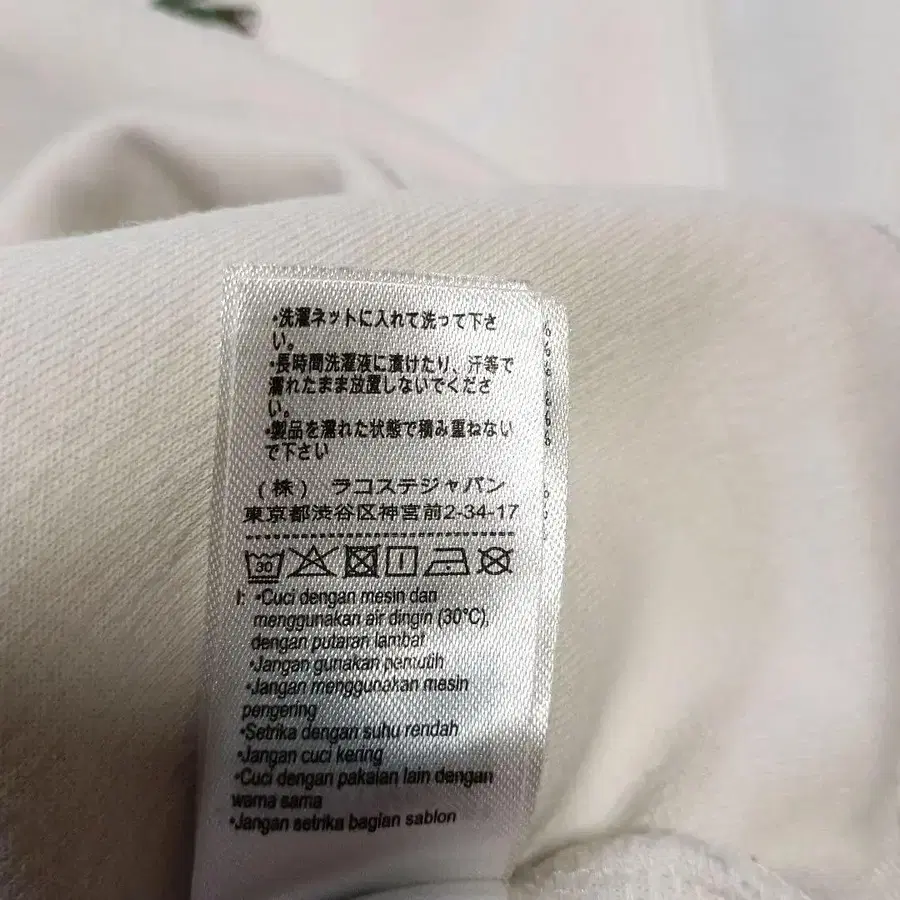 ・洗濯ネットに入れて洗って下さ
い。
・長時間洗濯液に漬けたり、汗等で
濡れたまま放置しないでくださ
い。
・製品を濡れた状態で積み重ねない
で下さい
（株） ラコステジャパン
東京都渋谷区神宮前2-34-17
30
I: •Cuci dengan mesin dan
menggunakan air dingin (30°C),
dengan putaran lambat
•Jangan gunakan pemutih
•Jangan menggunakan mesin
pengering
•Setrika dengan suhu rendah
•Jangan cuci kering
•Cuci dengan pakaian lain dengan
warna sama
•Jangan setrika bagian sablon